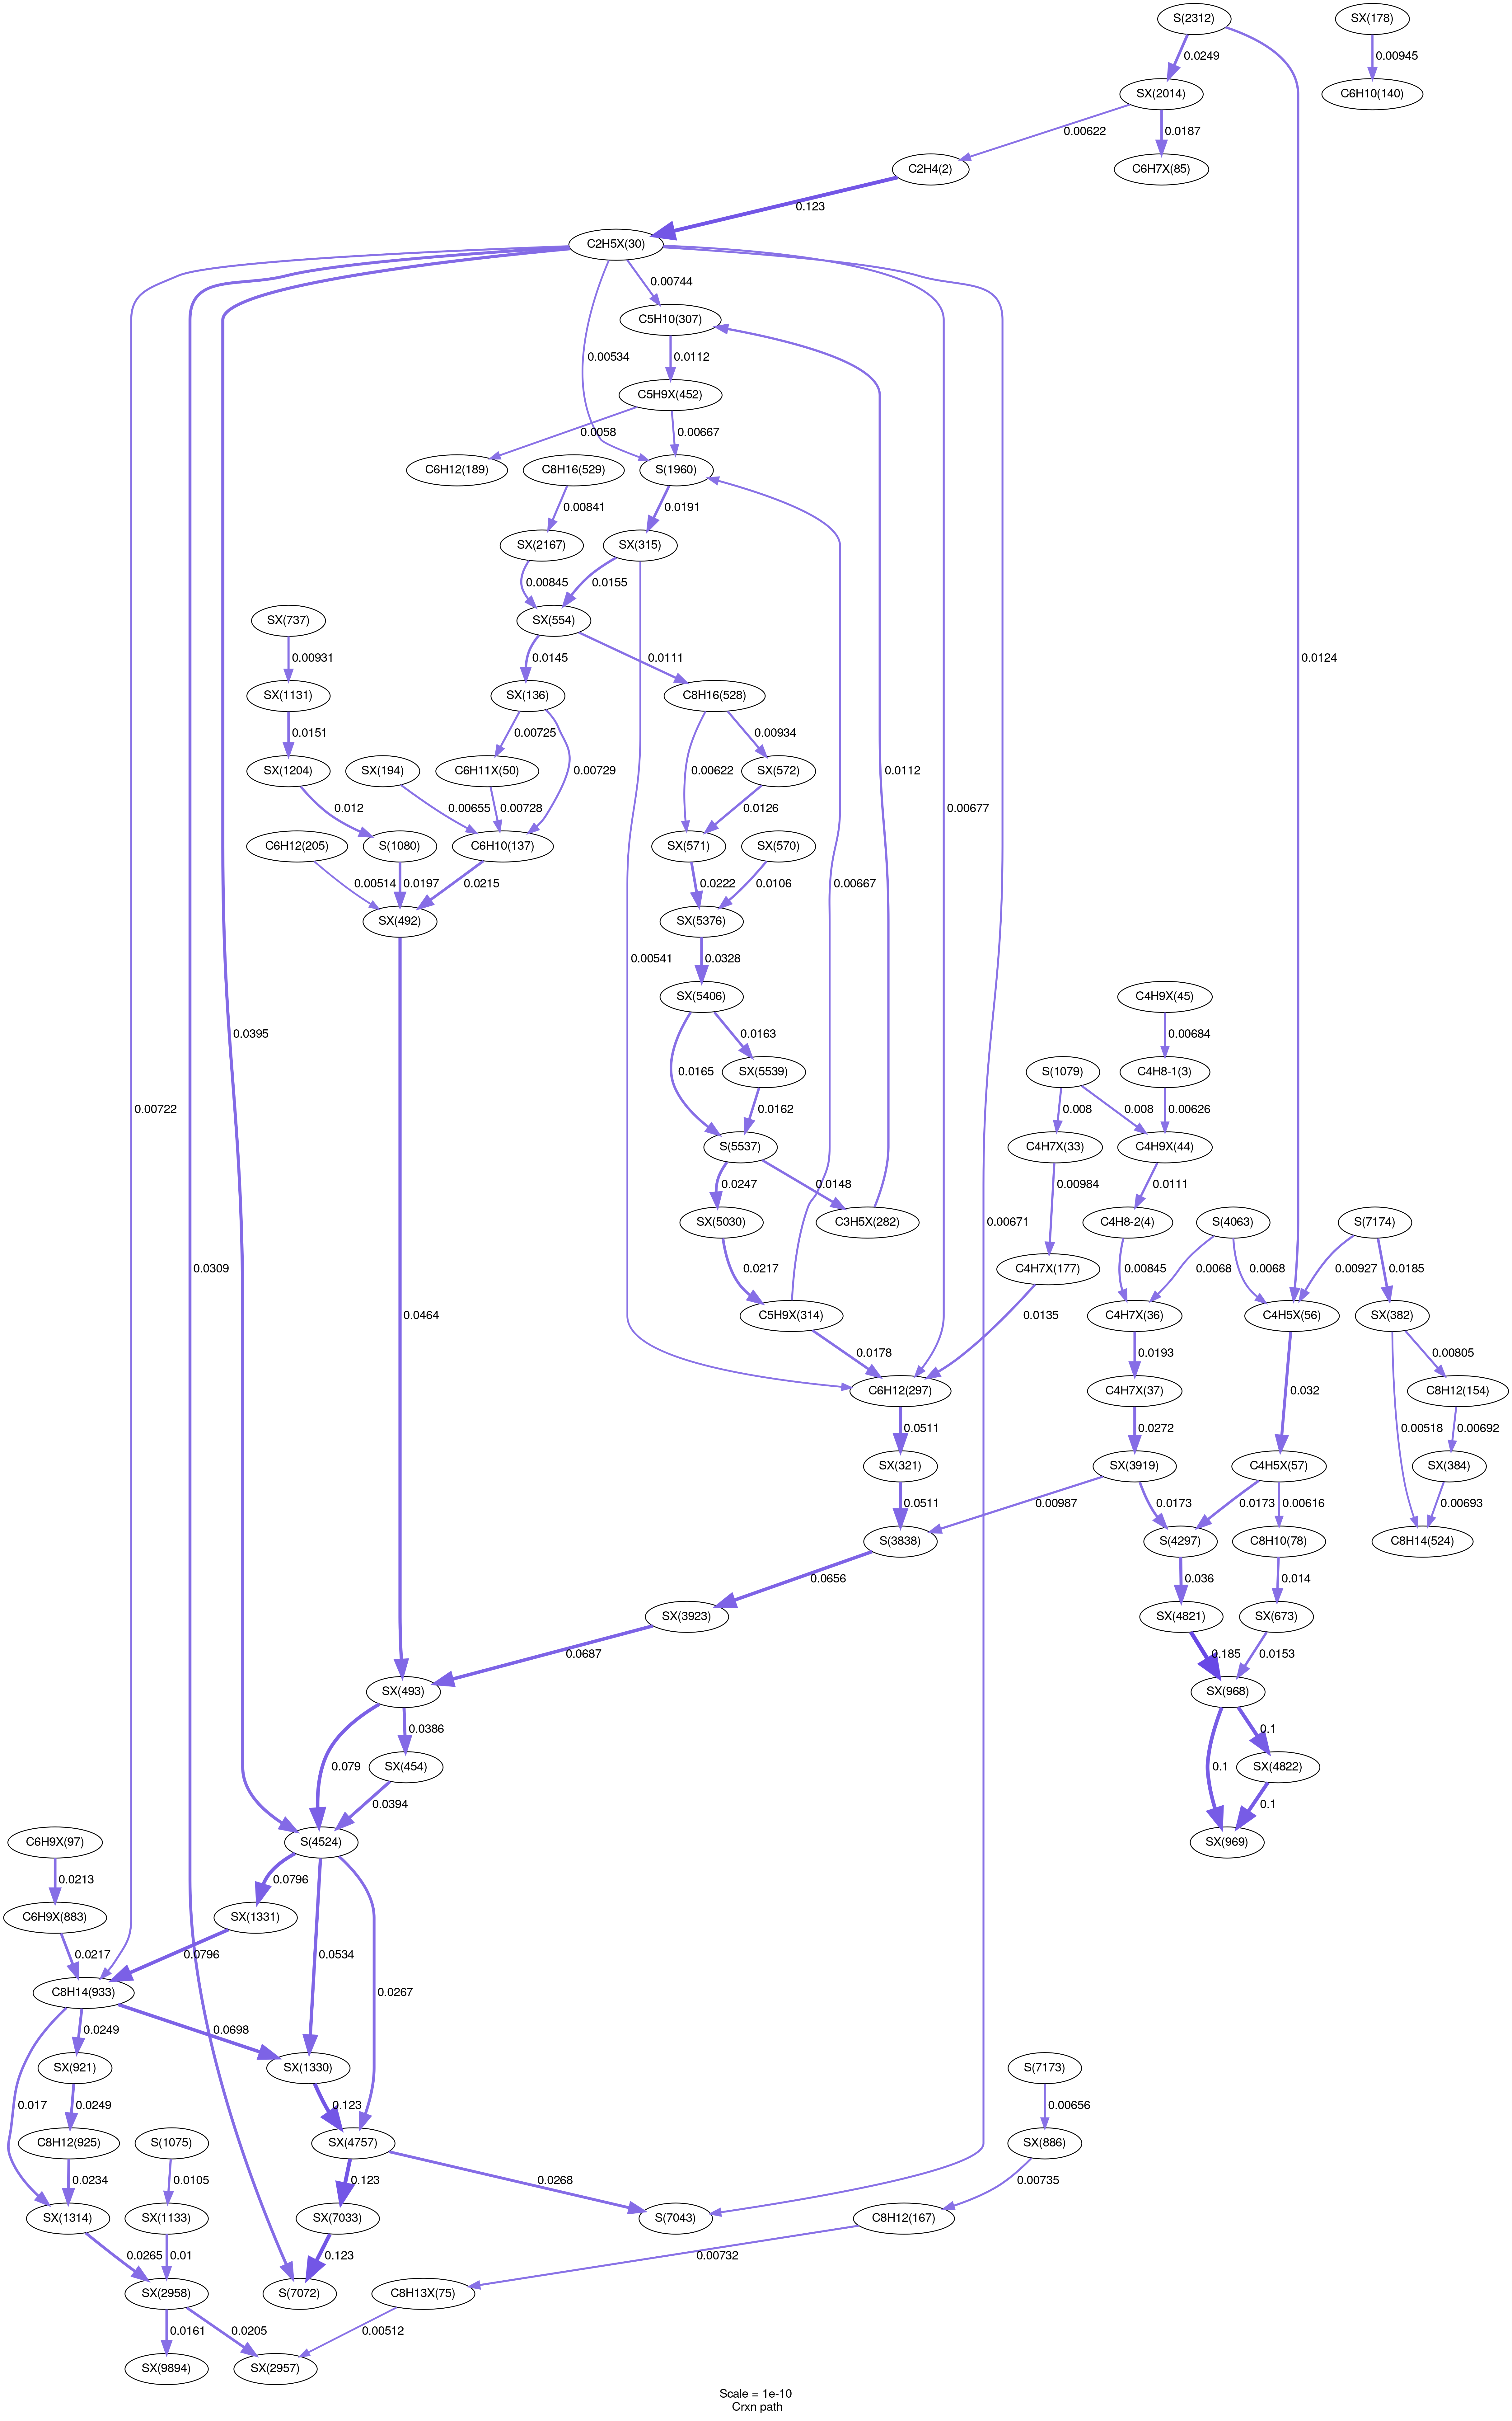 S(2312)
SX(178)
0.0249
0.00945
SX(2014)
C6H10(140)
0.00622
0.0187
C2H4(2)
C6H7X(85)
0.123
C2H5X(30)
0.00744
C5H10(307)
0.00534
0.0112
C5H9X(452)
0.0058
0.00667
C6H12(189)
C8H16(529)
S(1960)
0.00841
0.0191
SX(2167)
SX(315)
0.00845
0.0155
SX(737)
SX(554)
0.00931
0.0145
0.0111
0.0124
SX(1131)
SX(136)
C8H16(528)
0.0151
0.00725
0.00934
SX(1204)
SX(194)
C6H11X(50)
0.00729
0.00622
SX(572)
0.0112
0.012
0.00655
0.00728
0.0126
0.00677
C6H12(205)
S(1080)
C6H10(137)
SX(571)
SX(570)
0.00514
0.0197
0.0215
0.0222
0.0106
0.00667
SX(492)
SX(5376)
0.00541
0.0328
SX(5406)
C4H9X(45)
0.0395
0.0163
0.00684
0.0165
SX(5539)
S(1079)
C4H8-1(3)
0.0162
0.008
0.008
0.00626
0.00722
S(5537)
C4H7X(33)
C4H9X(44)
0.0247
0.0148
0.00984
0.0111
0.00671
SX(5030)
C3H5X(282)
C4H8-2(4)
S(4063)
S(7174)
0.0309
0.0217
C4H7X(177)
0.00845
0.0068
0.0068
0.00927
0.0185
0.0464
C5H9X(314)
0.0135
C4H7X(36)
C4H5X(56)
SX(382)
0.0178
0.0193
0.00805
C6H12(297)
C4H7X(37)
0.032
C8H12(154)
0.0511
0.0272
0.00518
0.00692
SX(321)
SX(3919)
C4H5X(57)
SX(384)
0.0511
0.00987
0.0173
0.0173
0.00616
0.00693
S(3838)
S(4297)
C8H10(78)
C8H14(524)
0.0656
0.036
0.014
SX(3923)
SX(4821)
SX(673)
0.0687
0.185
0.0153
SX(493)
SX(968)
0.0386
0.1
0.079
SX(454)
0.1
SX(4822)
0.0394
0.1
C6H9X(97)
S(4524)
SX(969)
0.0213
0.0796
C6H9X(883)
SX(1331)
0.0217
0.0796
0.0534
0.0267
C8H14(933)
0.0249
0.0698
SX(921)
SX(1330)
S(7173)
0.017
0.0249
0.123
0.00656
C8H12(925)
S(1075)
SX(4757)
SX(886)
0.0234
0.0105
0.123
0.0268
0.00735
SX(1314)
SX(1133)
SX(7033)
S(7043)
C8H12(167)
0.0265
0.01
0.123
0.00732
SX(2958)
S(7072)
C8H13X(75)
0.0161
0.0205
0.00512
SX(9894)
SX(2957)
Scale = 1e-10
Crxn path